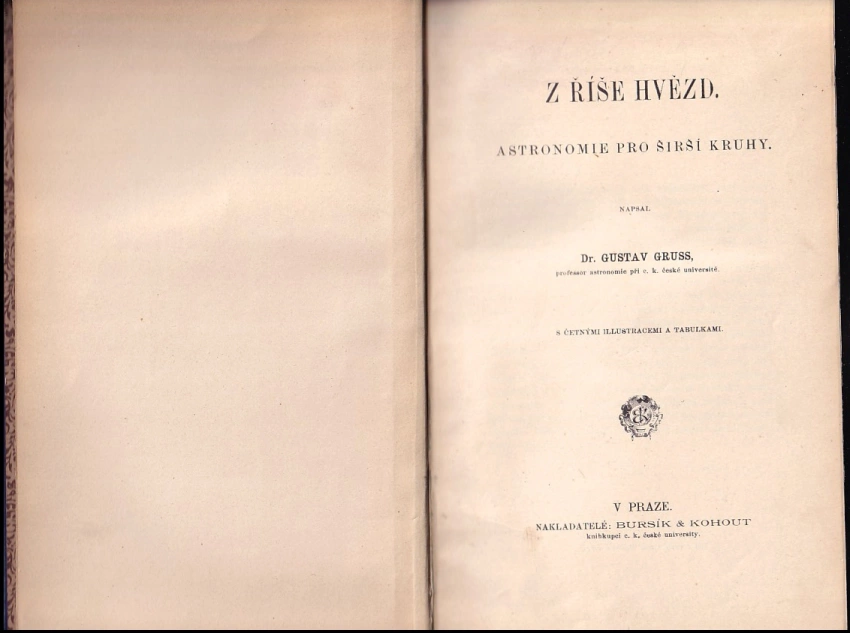 Z ŘÍŠE HVĚZD.
ASTRONOMIE PRO ŠIRŠÍ KRUHY.
NAPSAL
Dr. GUSTAV GRUSS,
professor astronomie při c. k. české universitě.
S ČETNÝMI ILLUSTRACEMI A TABULKAMI.
BK
V PRAZE.
NAKLADATELÉ: BURSÍK & KOHOUT
knihkupci c. k. české university.